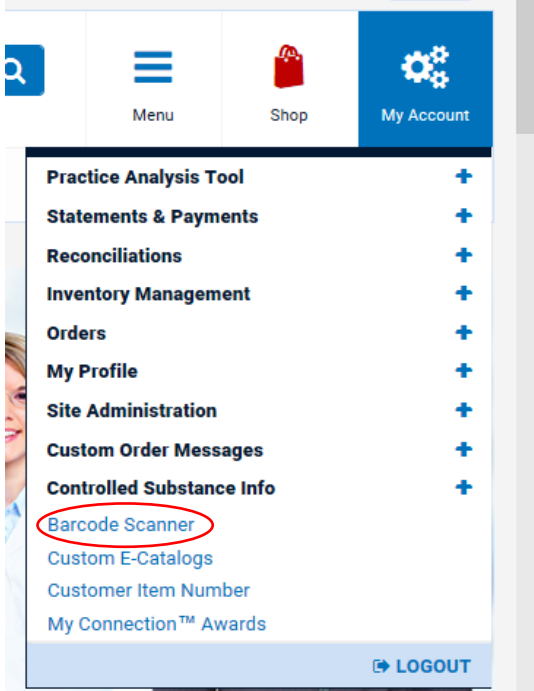 Menu
Shop
My Account
Practice Analysis Tool
Statements & Payments
Reconciliations
Inventory Management
Orders
My Profile
Site Administration
Custom Order Messages
Controlled Substance Info
Barcode Scanner
Custom E-Catalogs
Customer Item Number
My Connection™ Awards
LOGOUT